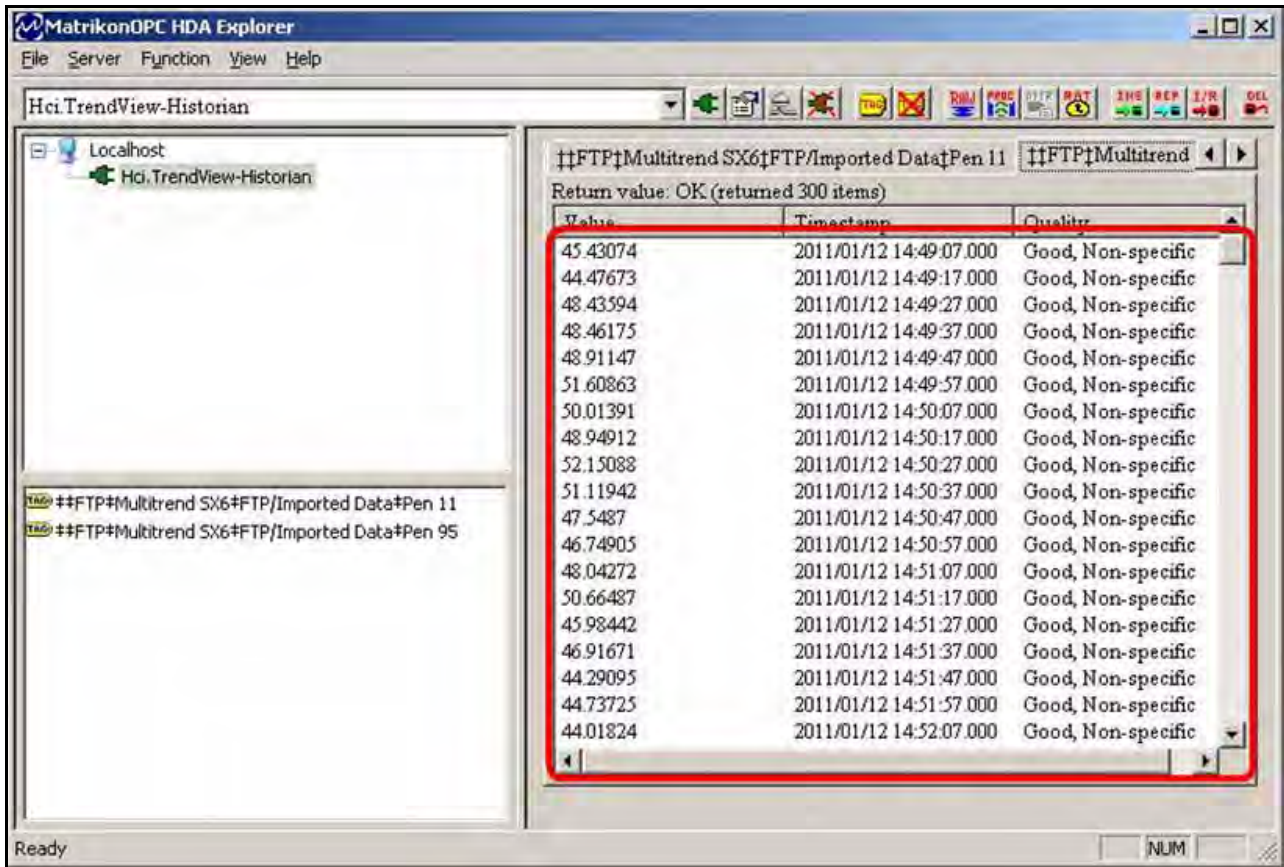 MatrikonOPC HDA Explorer
File Server Function View Help
Hci.TrendView-Historian
TAG RAW PROC RAT INS REP I/R DEL
Localhost
Hci.TrendView-Historian
‡‡FTP‡Multitrend SX6‡FTP/Imported Data‡Pen 11
‡‡FTP‡Multitrend SX6‡FTP/Imported Data‡Pen 95
‡‡FTP‡Multitrend SX6‡FTP/Imported Data‡Pen 11 ‡‡FTP‡Multitrend
Return value: OK (returned 300 items)
Value Timestamp Quality
45.43074 2011/01/12 14:49:07.000 Good, Non-specific
44.47673 2011/01/12 14:49:17.000 Good, Non-specific
48.43594 2011/01/12 14:49:27.000 Good, Non-specific
48.46175 2011/01/12 14:49:37.000 Good, Non-specific
48.91147 2011/01/12 14:49:47.000 Good, Non-specific
51.60863 2011/01/12 14:49:57.000 Good, Non-specific
50.01391 2011/01/12 14:50:07.000 Good, Non-specific
48.94912 2011/01/12 14:50:17.000 Good, Non-specific
52.15088 2011/01/12 14:50:27.000 Good, Non-specific
51.11942 2011/01/12 14:50:37.000 Good, Non-specific
47.5487 2011/01/12 14:50:47.000 Good, Non-specific
46.74905 2011/01/12 14:50:57.000 Good, Non-specific
48.04272 2011/01/12 14:51:07.000 Good, Non-specific
50.66487 2011/01/12 14:51:17.000 Good, Non-specific
45.98442 2011/01/12 14:51:27.000 Good, Non-specific
46.91671 2011/01/12 14:51:37.000 Good, Non-specific
44.29095 2011/01/12 14:51:47.000 Good, Non-specific
44.73725 2011/01/12 14:51:57.000 Good, Non-specific
44.01824 2011/01/12 14:52:07.000 Good, Non-specific
Ready NUM